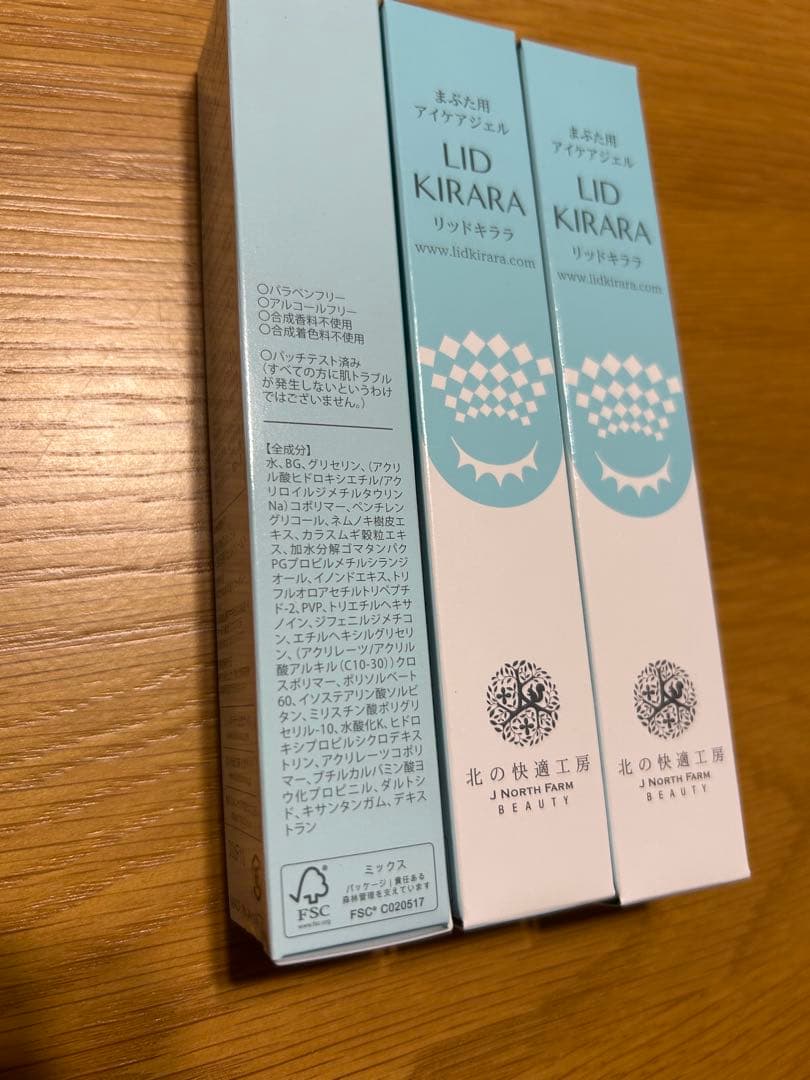 ○パラベンフリー
○アルコールフリー
○合成香料不使用
○合成着色料不使用
○パッチテスト済み
(すべての方に肌トラブル
が発生しないというわけ
ではございません。)
【全成分】
水、BG、グリセリン、(アクリ
ル酸ヒドロキシエチル/アク
リロイルジメチルタウリン
Na)コポリマー、ペンチレン
グリコール、ネムノキ樹皮エ
キス、カラスムギ穀粒エキ
ス、加水分解ゴマタンパク
PGプロピルメチルシランジ
オール、イノンドエキス、トリ
フルオロアセチルトリペプチ
ド-2、PVP、トリエチルヘキサ
ノイン、ジフェニルジメチコ
ン、エチルヘキシルグリセリ
ン、(アクリレーツ/アクリル
酸アルキル(C10-30))クロ
スポリマー、ポリソルベート
60、イソステアリン酸ソルビ
タン、ミリスチン酸ポリグリ
セリル-10、水酸化K、ヒドロ
キシプロピルシクロデキス
トリン、アクリレーツコポリ
マー、ブチルカルバミン酸ヨ
ウ化プロピニル、ダルトシ
ド、キサンタンガム、デキス
トラン
FSC
www.fsc.org
ミックス
パッケージ|責任ある
森林管理を支えています
FSC® C020517
まぶた用
アイケアジェル
LID
KIRARA
リッドキララ
www.lidkirara.com
北の快適工房
J NORTH FARM
BEAUTY
まぶた用
アイケアジェル
LID
KIRARA
リッドキララ
www.lidkirara.com
北の快適工房
J NORTH FARM
BEAUTY